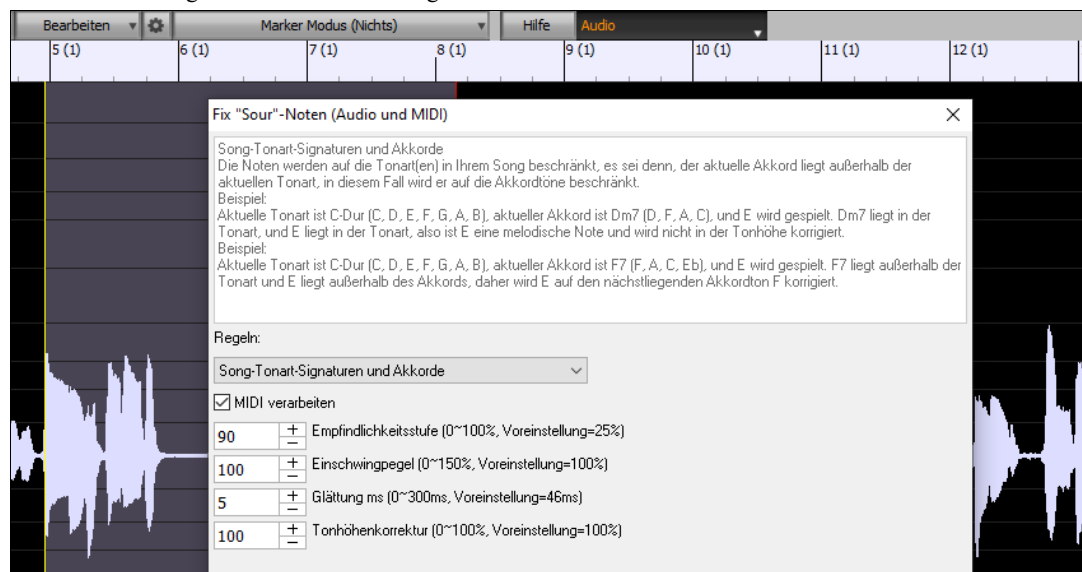 Bearbeiten Marker Modus (Nichts) Hilfe Audio
5 (1) 6 (1) 7 (1) 8 (1) 9 (1) 10 (1) 11 (1) 12 (1)
Fix "Sour"-Noten (Audio und MIDI)
Song-Tonart-Signaturen und Akkorde
Die Noten werden auf die Tonart(en) in Ihrem Song beschränkt, es sei denn, der aktuelle Akkord liegt außerhalb der
aktuellen Tonart, in diesem Fall wird er auf die Akkordtöne beschränkt.
Beispiel:
Aktuelle Tonart ist C-Dur (C, D, E, F, G, A, B), aktueller Akkord ist Dm7 (D, F, A, C), und E wird gespielt. Dm7 liegt in der
Tonart, und E liegt in der Tonart, also ist E eine melodische Note und wird nicht in der Tonhöhe korrigiert.
Beispiel:
Aktuelle Tonart ist C-Dur (C, D, E, F, G, A, B), aktueller Akkord ist F7 (F, A, C, Eb), und E wird gespielt. F7 liegt außerhalb der
Tonart und E liegt außerhalb des Akkords, daher wird E auf den nächstliegenden Akkordton F korrigiert.
Regeln:
Song-Tonart-Signaturen und Akkorde
MIDI verarbeiten
90 Empfindlichkeitsstufe (0~100%, Voreinstellung=25%)
100 Einschwingpegel (0~150%, Voreinstellung=100%)
5 Glättung ms (0~300ms, Voreinstellung=46ms)
100 Tonhöhenkorrektur (0~100%, Voreinstellung=100%)